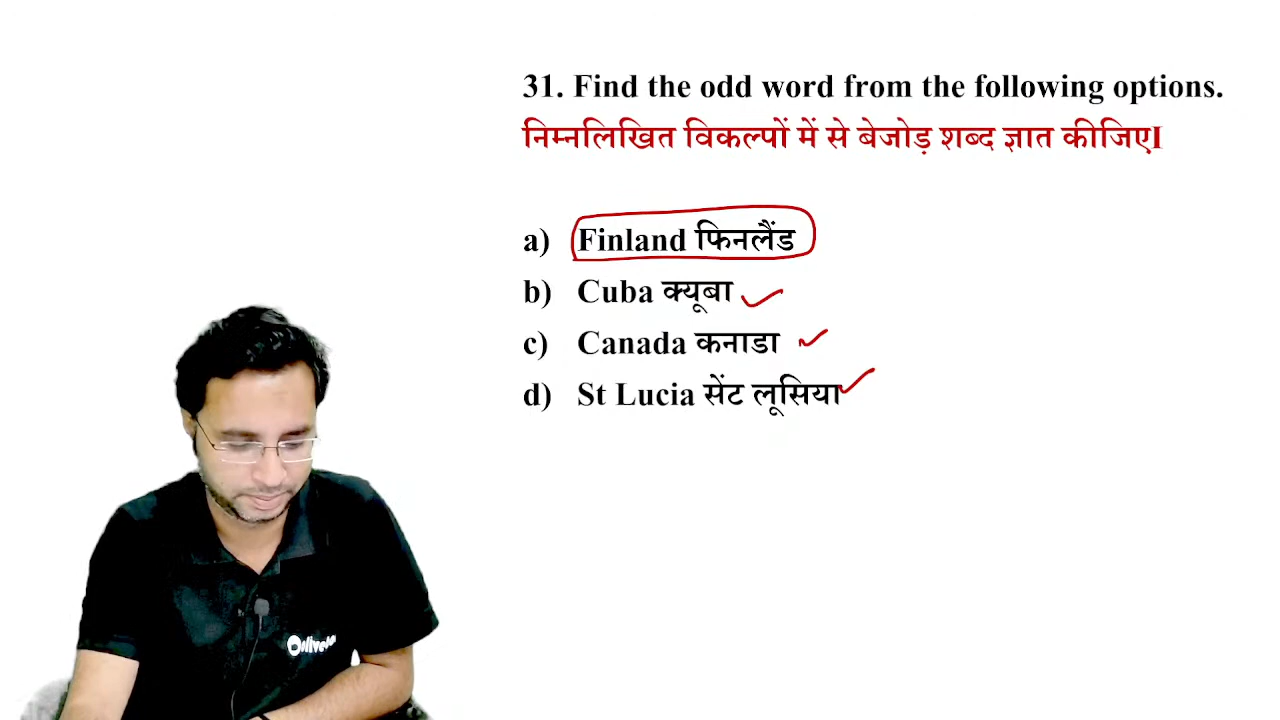 31. Find the odd word from the following options.
निम्नलिखित विकल्पों में से बेजोड़ शब्द ज्ञात कीजिएI
a) Finland फिनलैंड
b) Cuba क्यूबा
c) Canada कनाडा
d) St Lucia सेंट लूसिया